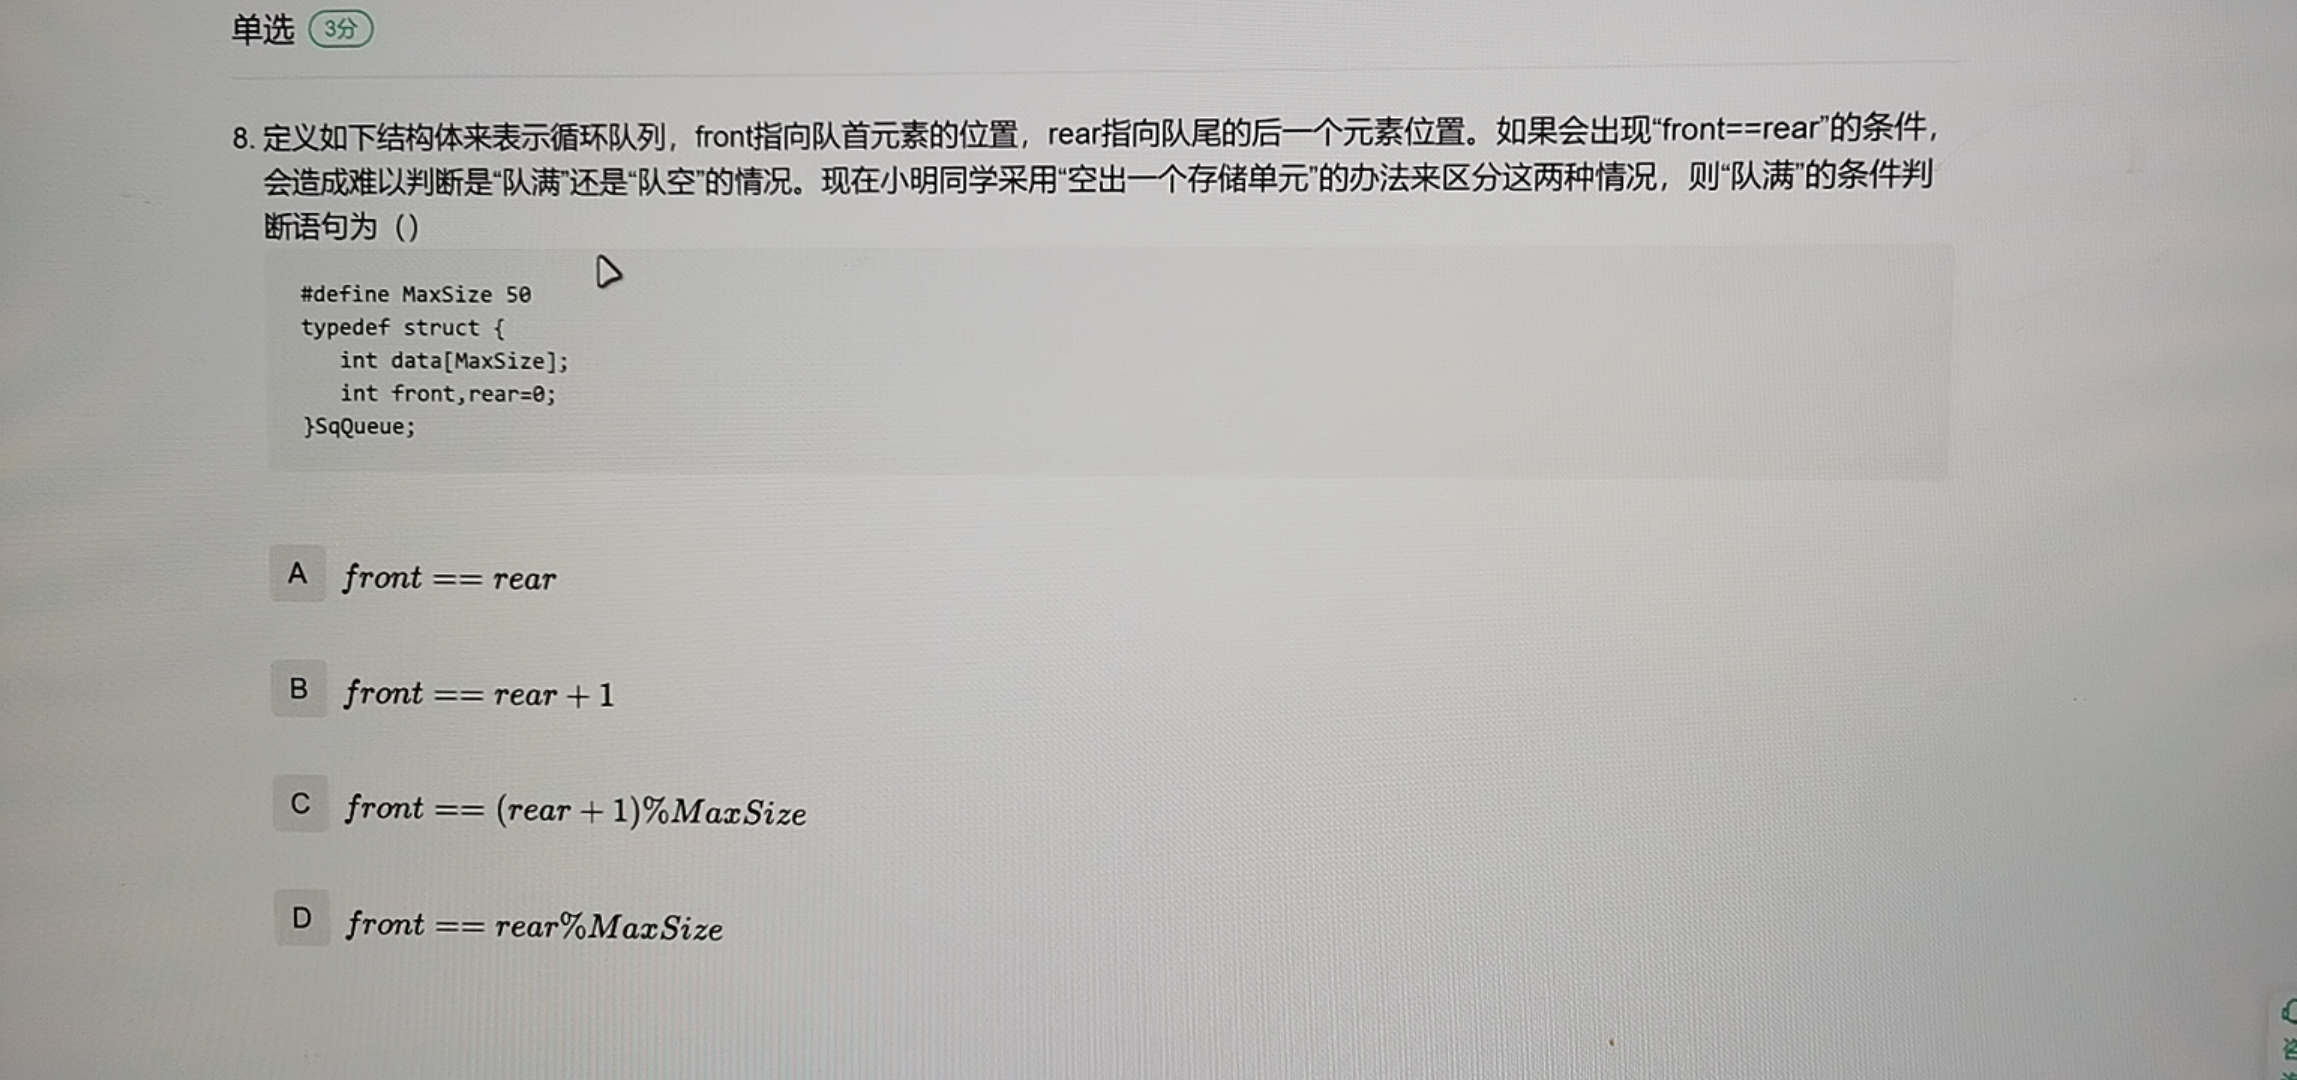 单选 3分
8. 定义如下结构体来表示循环队列，front指向队首元素的位置，rear指向队尾的后一个元素位置。如果会出现“front==rear”的条件，
会造成难以判断是“队满”还是“队空”的情况。现在小明同学采用“空出一个存储单元”的办法来区分这两种情况，则“队满”的条件判
断语句为（）
#define MaxSize 50
typedef struct {
int data[MaxSize];
int front,rear=0;
}SqQueue;
A front == rear
B front == rear + 1
C front == (rear + 1)%MaxSize
D front == rear%MaxSize